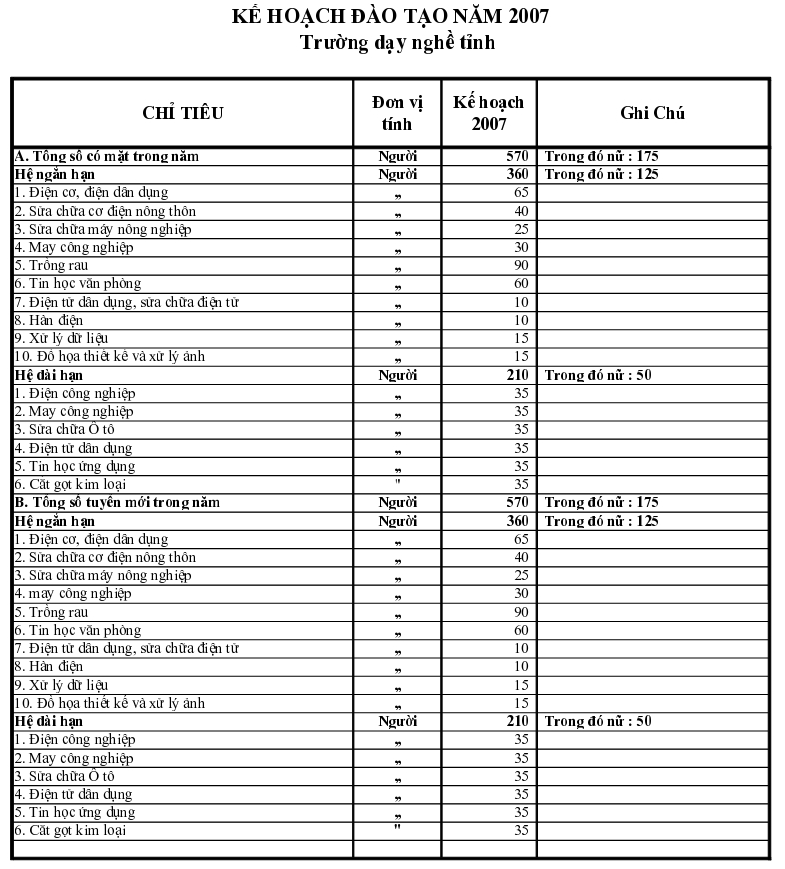 KẾ HOẠCH ĐÀO TẠO NĂM 2007
Trường dạy nghề tỉnh
CHỈ TIÊU Đơn vị tính Kế hoạch 2007 Ghi Chú
A. Tổng số có mặt trong năm Người 570 Trong đó nữ : 175
Hệ ngắn hạn Người 360 Trong đó nữ : 125
1. Điện cơ, điện dân dụng „ 65
2. Sửa chữa cơ điện nông thôn „ 40
3. Sửa chữa máy nông nghiệp „ 25
4. May công nghiệp „ 30
5. Trồng rau „ 90
6. Tin học văn phòng „ 60
7. Điện tử dân dụng, sửa chữa điện tử „ 10
8. Hàn điện „ 10
9. Xử lý dữ liệu „ 15
10. Đồ họa thiết kế và xử lý ảnh „ 15
Hệ dài hạn Người 210 Trong đó nữ : 50
1. Điện công nghiệp „ 35
2. May công nghiệp „ 35
3. Sửa chữa Ô tô „ 35
4. Điện tử dân dụng „ 35
5. Tin học ứng dụng „ 35
6. Cắt gọt kim loại " 35
B. Tổng số tuyển mới trong năm Người 570 Trong đó nữ : 175
Hệ ngắn hạn Người 360 Trong đó nữ : 125
1. Điện cơ, điện dân dụng „ 65
2. Sửa chữa cơ điện nông thôn „ 40
3. Sửa chữa máy nông nghiệp „ 25
4. may công nghiệp „ 30
5. Trồng rau „ 90
6. Tin học văn phòng „ 60
7. Điện tử dân dụng, sửa chữa điện tử „ 10
8. Hàn điện „ 10
9. Xử lý dữ liệu „ 15
10. Đồ họa thiết kế và xử lý ảnh „ 15
Hệ dài hạn Người 210 Trong đó nữ : 50
1. Điện công nghiệp „ 35
2. May công nghiệp „ 35
3. Sửa chữa Ô tô „ 35
4. Điện tử dân dụng „ 35
5. Tin học ứng dụng „ 35
6. Cắt gọt kim loại " 35